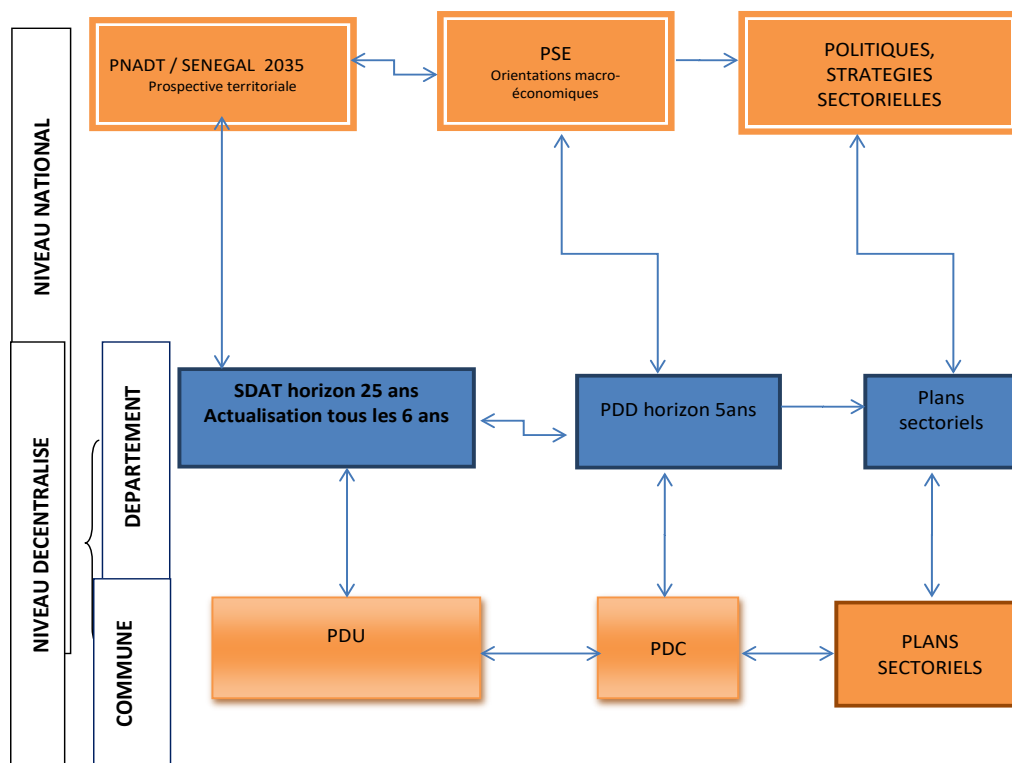 NIVEAU NATIONAL
PNADT / SENEGAL 2035
Prospective territoriale
PSE
Orientations macro-
économiques
POLITIQUES,
STRATEGIES
SECTORIELLES
NIVEAU DECENTRALISE
DEPARTEMENT
SDAT horizon 25 ans
Actualisation tous les 6 ans
PDD horizon 5ans
Plans
sectoriels
COMMUNE
PDU
PDC
PLANS
SECTORIELS